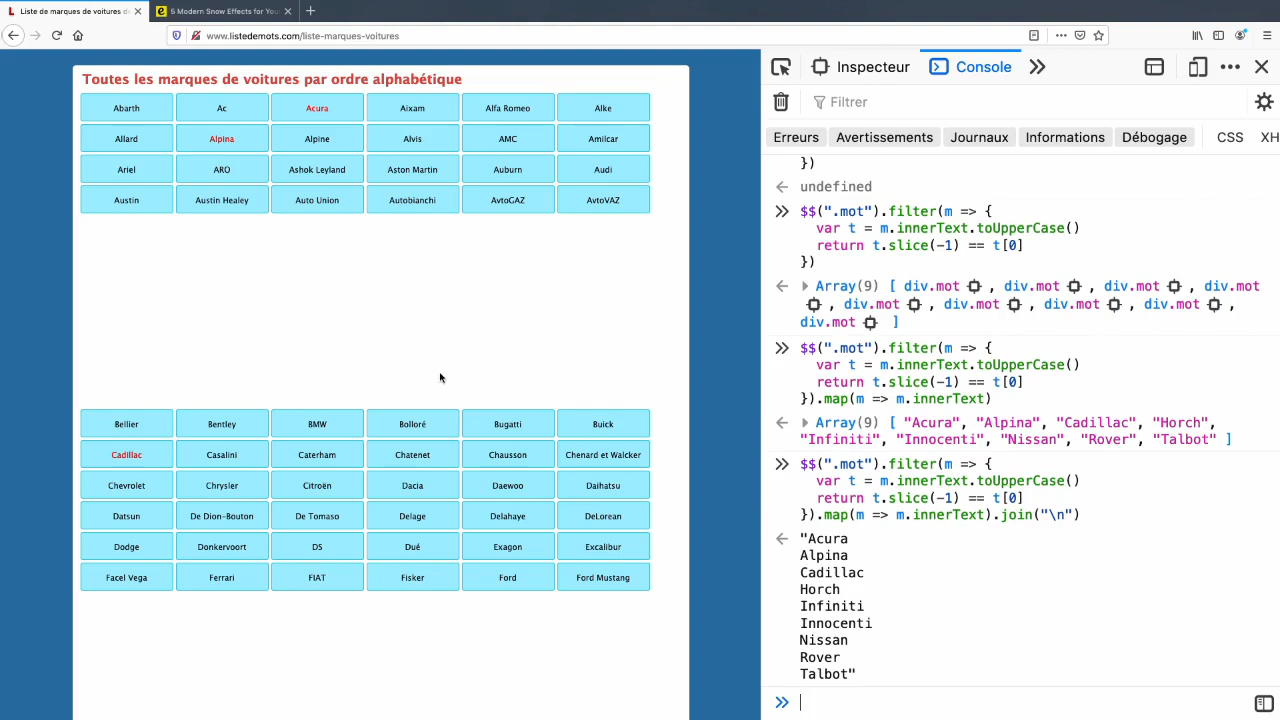 Liste de marques de voitures de
5 Modern Snow Effects for You
www.listedemots.com/liste-marques-voitures
Toutes les marques de voitures par ordre alphabétique
Abarth Ac Acura Aixam Alfa Romeo Alke
Allard Alpina Alpine Alvis AMC Amilcar
Ariel ARO Ashok Leyland Aston Martin Auburn Audi
Austin Austin Healey Auto Union Autobianchi AvtoGAZ AvtoVAZ
Bellier Bentley BMW Bolloré Bugatti Buick
Cadillac Casalini Caterham Chatenet Chausson Chenard et Walcker
Chevrolet Chrysler Citroën Dacia Daewoo Daihatsu
Datsun De Dion-Bouton De Tomaso Delage Delahaye DeLorean
Dodge Donkervoort DS Dué Exagon Excalibur
Facel Vega Ferrari FIAT Fisker Ford Ford Mustang
Inspecteur Console
Filtrer
Erreurs Avertissements Journaux Informations Débogage CSS XH
})
undefined
$$(".mot").filter(m => {
var t = m.innerText.toUpperCase()
return t.slice(-1) == t[0]
})
Array(9) [ div.mot , div.mot , div.mot , div.mot
, div.mot , div.mot , div.mot , div.mot ,
div.mot ]
$$(".mot").filter(m => {
var t = m.innerText.toUpperCase()
return t.slice(-1) == t[0]
}).map(m => m.innerText)
Array(9) [ "Acura", "Alpina", "Cadillac", "Horch",
"Infiniti", "Innocenti", "Nissan", "Rover", "Talbot" ]
$$(".mot").filter(m => {
var t = m.innerText.toUpperCase()
return t.slice(-1) == t[0]
}).map(m => m.innerText).join("\n")
"Acura
Alpina
Cadillac
Horch
Infiniti
Innocenti
Nissan
Rover
Talbot"